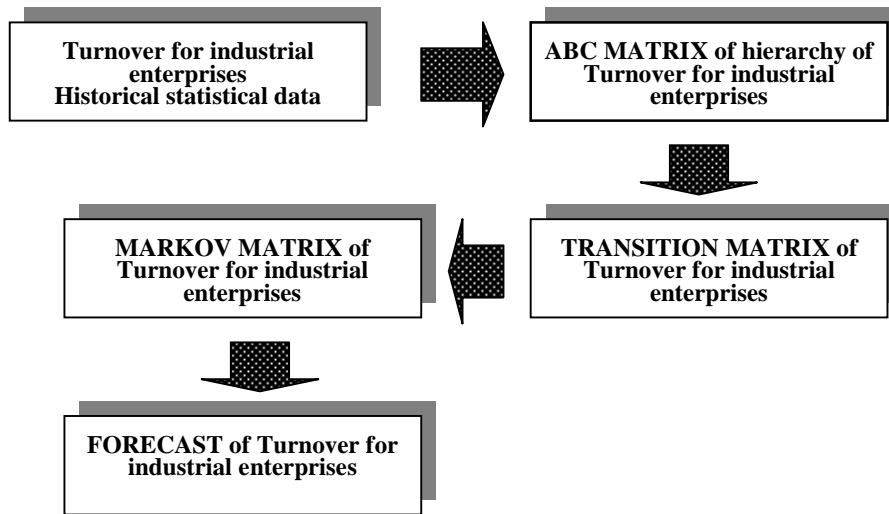 Turnover for industrial
enterprises
Historical statistical data
ABC MATRIX of hierarchy of
Turnover for industrial
enterprises
TRANSITION MATRIX of
Turnover for industrial
enterprises
MARKOV MATRIX of
Turnover for industrial
enterprises
FORECAST of Turnover for
industrial enterprises